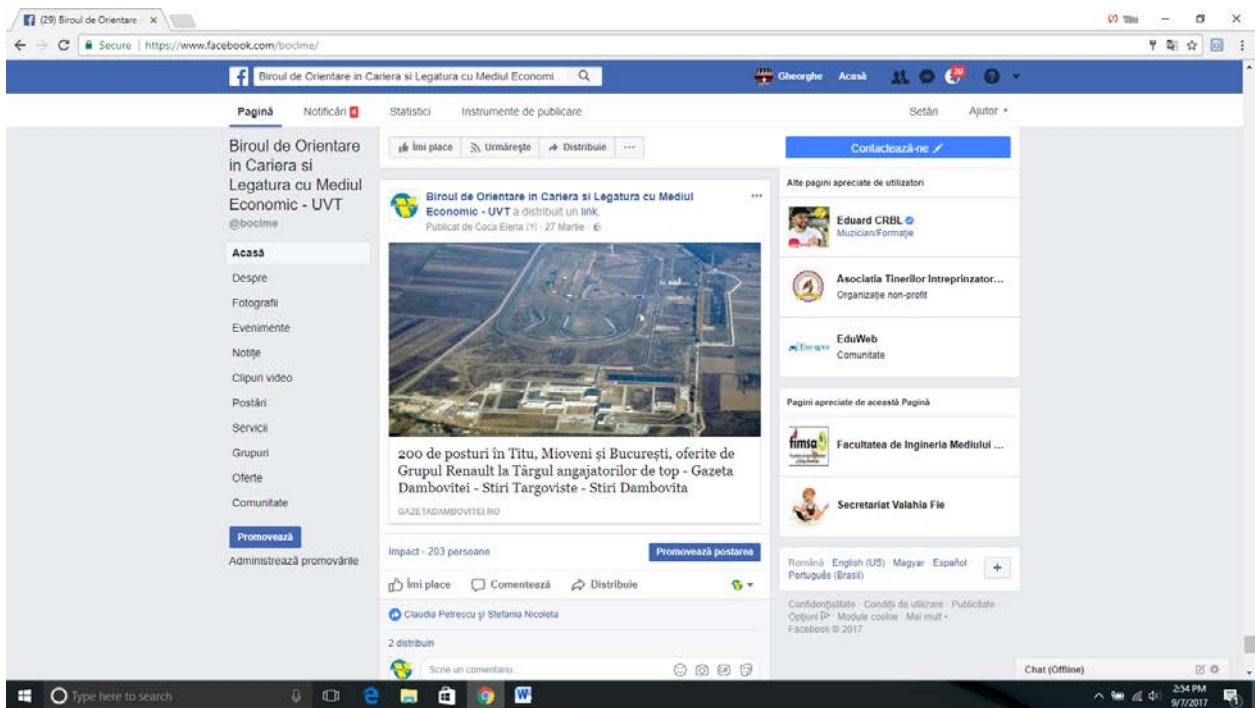 (29) Biroul de Orientare
Secure | https://www.facebook.com/boclme/
Biroul de Orientare in Cariera si Legatura cu Mediul Economi...
Gheorghe Acasă 29
Pagină Notificări 4 Statistici Instrumente de publicare Setări Ajutor
Biroul de Orientare
in Cariera si
Legatura cu Mediul
Economic - UVT
@boclme
Acasă
Despre
Fotografii
Evenimente
Notițe
Clipuri video
Postări
Servicii
Grupuri
Oferte
Comunitate
Promovează
Administrează promovările
Îmi place Urmărește Distribuie ...
Biroul de Orientare in Cariera si Legatura cu Mediul
Economic - UVT a distribuit un link.
Publicat de Coca Elena [?] · 27 Martie ·
200 de posturi în Titu, Mioveni și București, oferite de
Grupul Renault la Târgul angajatorilor de top - Gazeta
Dambovitei - Stiri Targoviste - Stiri Dambovita
GAZETADAMBOVITEI.RO
Impact - 203 persoane Promovează postarea
Îmi place Comentează Distribuie
Claudia Petrescu și Stefania Nicoleta
2 distribuiri
Scrie un comentariu...
Contactează-ne
Alte pagini apreciate de utilizatori
Eduard CRBL
Muzician/Formație
Asociatia Tinerilor Intreprinzator...
Organizație non-profit
EduWeb
Comunitate
Pagini apreciate de această Pagină
fimsa
Facultatea de Ingineria Mediului ...
Secretariat Valahia Fie
Română · English (US) · Magyar · Español ·
Português (Brasil)
Confidențialitate · Condiții de utilizare · Publicitate ·
Opțiuni · Module cookie · Mai mult
Facebook © 2017
Chat (Offline)
Type here to search
2:54 PM
9/7/2017